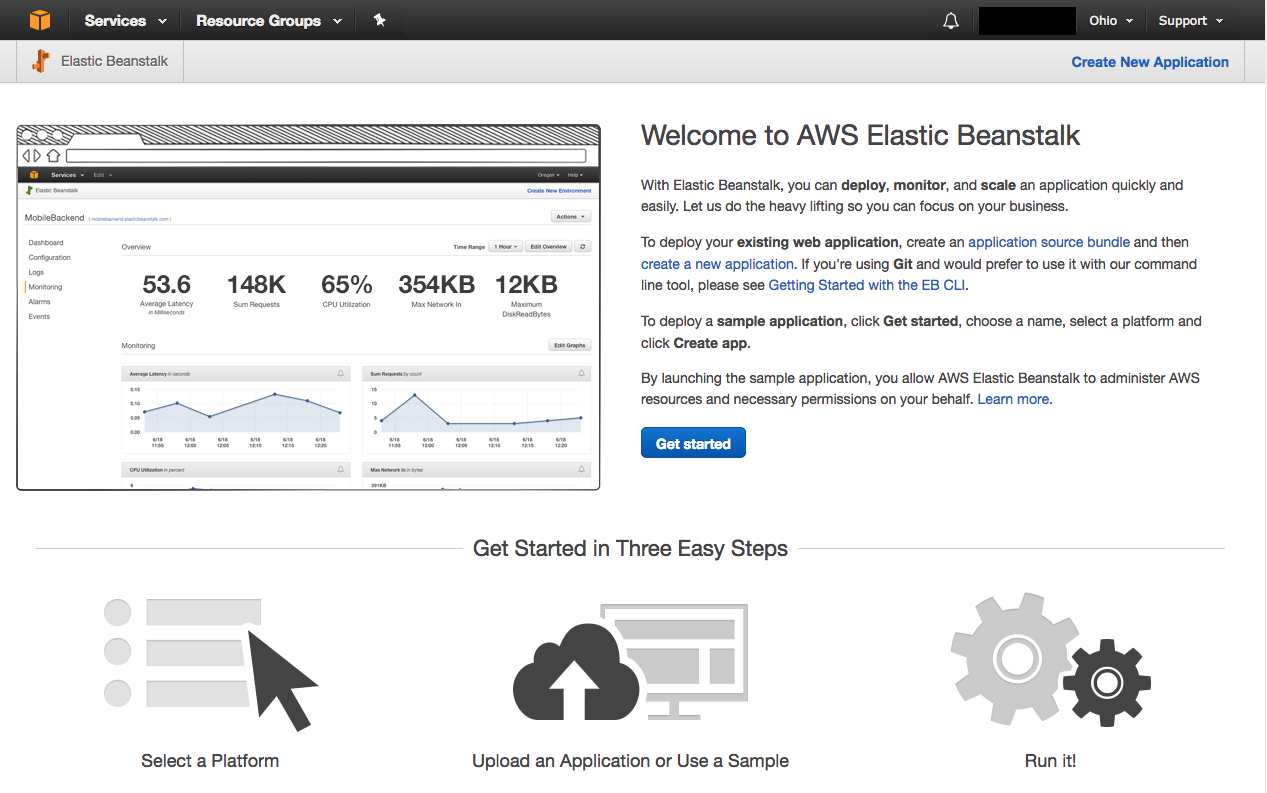 Services Resource Groups Ohio Support
Elastic Beanstalk Create New Application
Services Edit Oregon Help
Elastic Beanstalk Create New Environment
MobileBackend ( mobilebackend.elasticbeanstalk.com ) Actions
Dashboard
Configuration
Logs
Monitoring
Alarms
Events
Overview Time Range 1 Hour Edit Overview
53.6 148K 65% 354KB 12KB
Average Latency Sum Requests CPU Utilization Max Network In Maximum
in Milliseconds DiskReadBytes
Monitoring Edit Graphs
Average Latency in seconds Sum Requests by count
0.15 15
0.10 10
0.05 5
0.00 0
6/18 6/18 6/18 6/18 6/18 6/18 6/18 6/18 6/18 6/18 6/18 6/18
11:55 12:00 12:05 12:10 12:15 12:20 11:55 12:00 12:05 12:10 12:15 12:20
CPU Utilization in percent Max Network In in bytes
6 391KB
Welcome to AWS Elastic Beanstalk
With Elastic Beanstalk, you can deploy, monitor, and scale an application quickly and
easily. Let us do the heavy lifting so you can focus on your business.
To deploy your existing web application, create an application source bundle and then
create a new application. If you're using Git and would prefer to use it with our command
line tool, please see Getting Started with the EB CLI.
To deploy a sample application, click Get started, choose a name, select a platform and
click Create app.
By launching the sample application, you allow AWS Elastic Beanstalk to administer AWS
resources and necessary permissions on your behalf. Learn more.
Get started
Get Started in Three Easy Steps
Select a Platform Upload an Application or Use a Sample Run it!